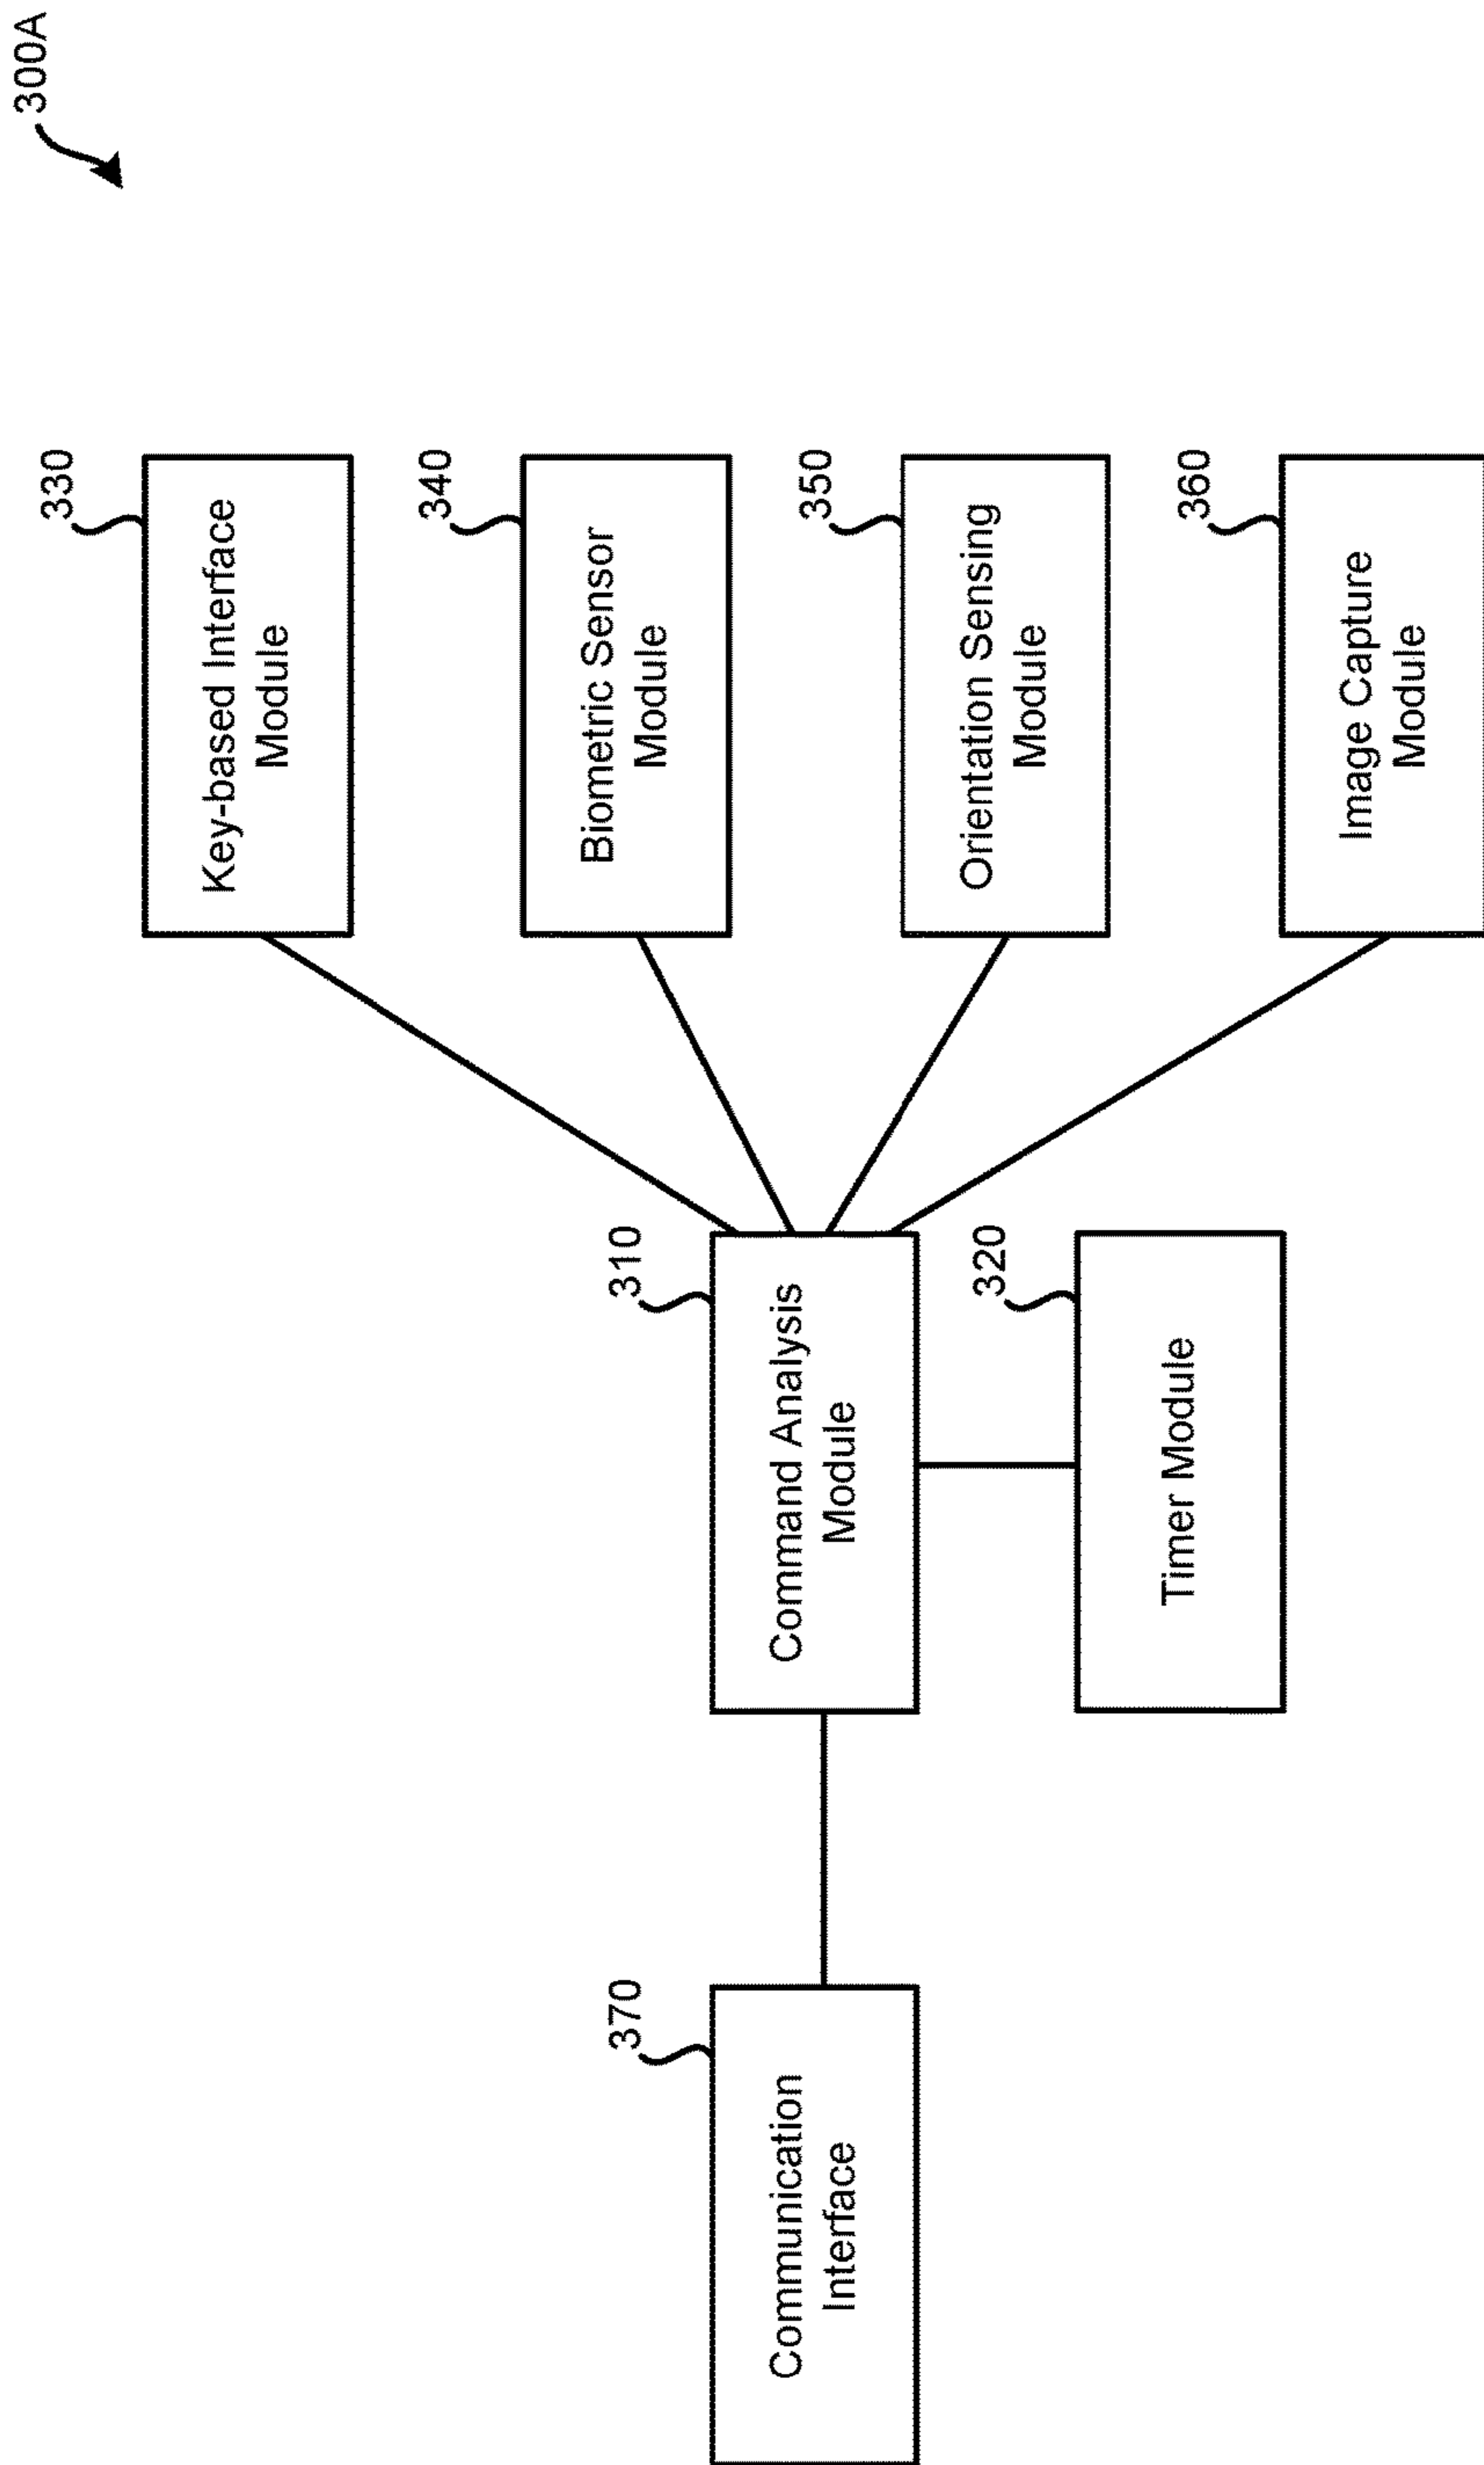 300A
330
Key-based Interface
Module
340
Biometric Sensor
Module
350
Orientation Sensing
Module
360
Image Capture
Module
310
Command Analysis
Module
320
Timer Module
370
Communication
Interface